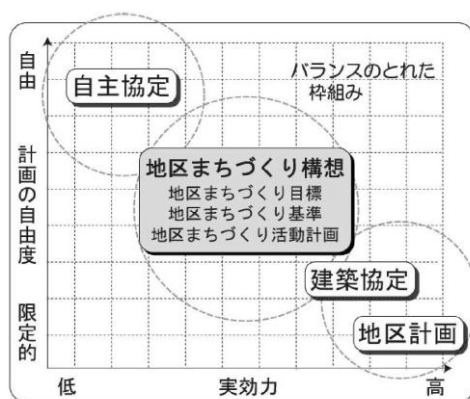 自由
計画の自由度
限定的
自主協定
バランスのとれた
枠組み
地区まちづくり構想
地区まちづくり目標
地区まちづくり基準
地区まちづくり活動計画
建築協定
地区計画
低
実効力
高